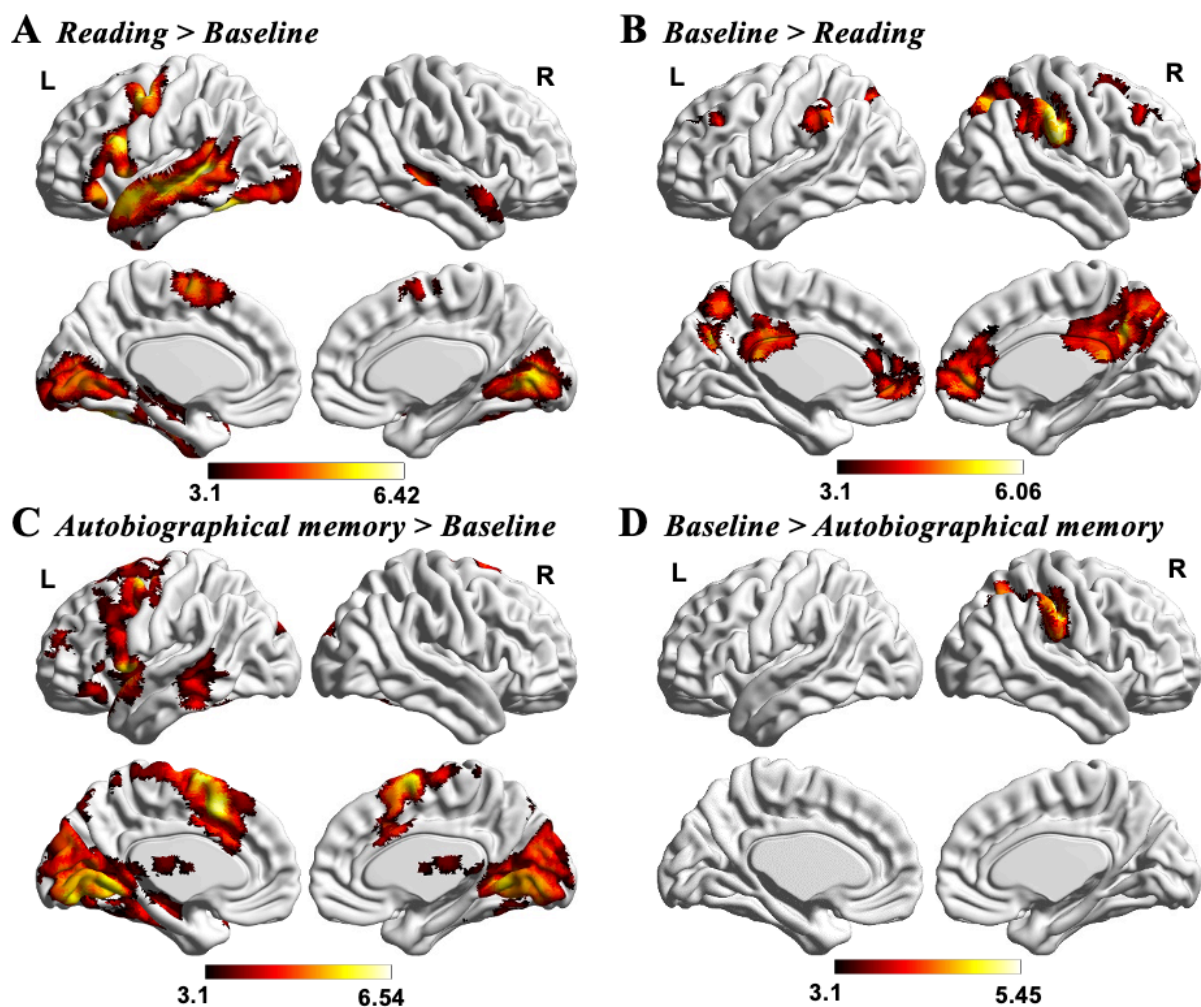 A Reading > Baseline
B Baseline > Reading
L
R
L
R
3.1
6.42
3.1
6.06
C Autobiographical memory > Baseline
D Baseline > Autobiographical memory
L
R
L
R
3.1
6.54
3.1
5.45